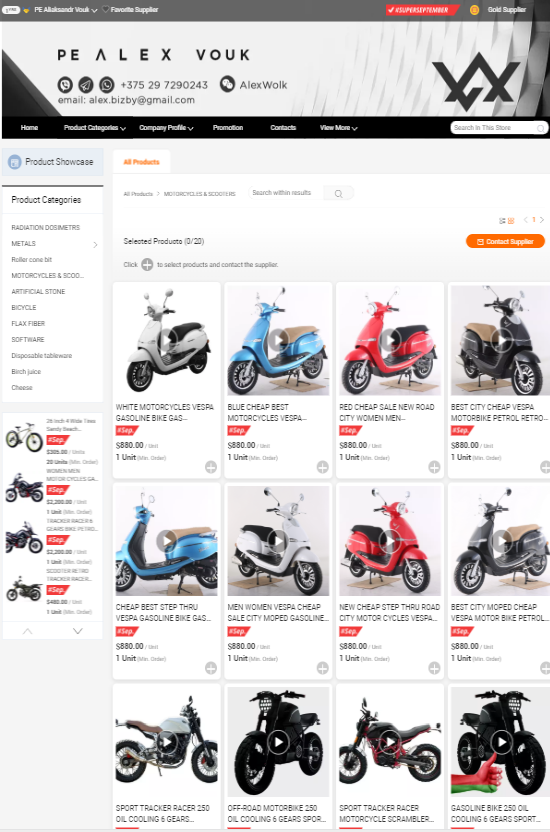 PE Aliaksandr Vouk
Favorite Supplier
#SUPERSEPTEMBER
Gold Supplier
PE ALEX VOUK
+375 29 7290243
AlexWolk
email: alex.bizby@gmail.com
Home
Product Categories
Company Profile
Promotion
Contacts
View More
Search In This Store
Product Showcase
All Products
Product Categories
All Products > MOTORCYCLES & SCOOTERS
Search within results
RADIATION DOSIMETRS
METALS
Roller cone bit
MOTORCYCLES & SCOO...
ARTIFICIAL STONE
BICYCLE
FLAX FIBER
SOFTWARE
Disposable tableware
Birch juice
Cheese
1
Selected Products (0/20)
Contact Supplier
Click + to select products and contact the supplier.
WHITE MOTORCYCLES VESPA
GASOLINE BIKE GAS...
#Sep.
$880.00 / Unit
1 Unit (Min. Order)
BLUE CHEAP BEST
MOTORCYCLES VESPA...
#Sep.
$880.00 / Unit
1 Unit (Min. Order)
RED CHEAP SALE NEW ROAD
CITY WOMEN MEN...
#Sep.
$880.00 / Unit
1 Unit (Min. Order)
BEST CITY CHEAP VESPA
MOTORBIKE PETROL RETRO...
#Sep.
$880.00 / Unit
1 Unit (Min. Order)
26 Inch 4 Wide Tires
Sandy Beach...
#Sep.
$305.00 / Units
20 Units (Min. Order)
WOMEN MEN
MOTOR CYCLES GA...
#Sep.
$2,200.00 / Unit
1 Unit (Min. Order)
TRACKER RACER 6
GEARS BIKE PETRO...
#Sep.
$2,200.00 / Unit
1 Unit (Min. Order)
SCOOTER RETRO
TRACKER RACER...
#Sep.
$480.00 / Unit
1 Unit (Min. Order)
CHEAP BEST STEP THRU
VESPA GASOLINE BIKE GAS...
#Sep.
$880.00 / Unit
1 Unit (Min. Order)
MEN WOMEN VESPA CHEAP
SALE CITY MOPED GASOLINE...
#Sep.
$880.00 / Unit
1 Unit (Min. Order)
NEW CHEAP STEP THRU ROAD
CITY MOTOR CYCLES VESPA...
#Sep.
$880.00 / Unit
1 Unit (Min. Order)
BEST CITY MOPED CHEAP
VESPA MOTOR BIKE PETROL...
#Sep.
$880.00 / Unit
1 Unit (Min. Order)
SPORT TRACKER RACER 250
OIL COOLING 6 GEARS...
OFF-ROAD MOTORBIKE 250
OIL COOLING 6 GEARS SPOR...
SPORT TRACKER RACER
MOTORCYCLE SCRAMBLER...
GASOLINE BIKE 250 OIL
COOLING 6 GEARS SPORT...